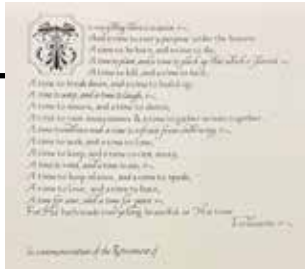 To everything there is a season
And a time to every purpose under the heaven:
A time to be born, and a time to die,
A time to plant, and a time to pluck up that which is planted
A time to kill, and a time to heal,
A time to break down, and a time to build up,
A time to weep, and a time to laugh,
A time to mourn, and a time to dance,
A time to cast away stones & a time to gather stones together
A time to embrace and a time to refrain from embracing
A time to seek, and a time to lose,
A time to keep, and a time to cast away,
A time to rend, and a time to sew,
A time to keep silence, and a time to speak,
A time to love, and a time to hate,
A time for war, and a time for peace
For He hath made everything beautiful in His time
Ecclesiastes
In commemoration of the Retirement of